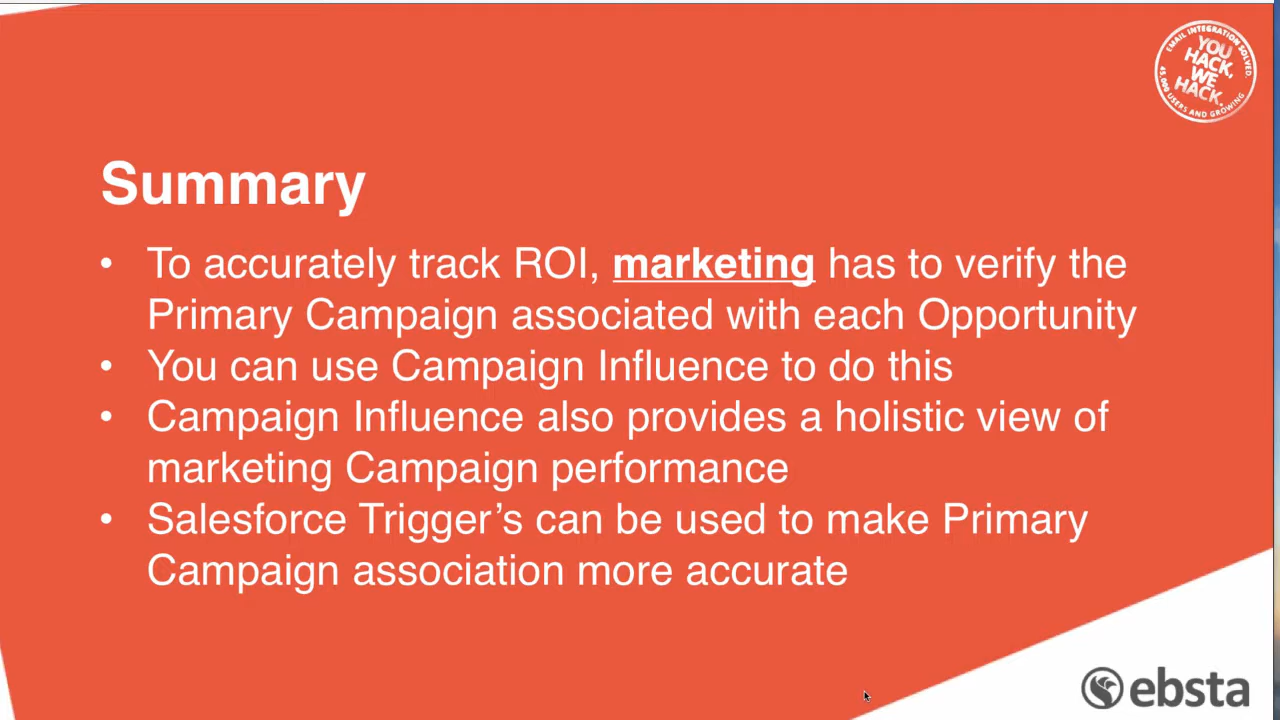 EMAIL INTEGRATION SOLVED.
YOU
HACK,
WE
HACK.
45,000 USERS AND GROWING
Summary
• To accurately track ROI, marketing has to verify the
Primary Campaign associated with each Opportunity
• You can use Campaign Influence to do this
• Campaign Influence also provides a holistic view of
marketing Campaign performance
• Salesforce Trigger’s can be used to make Primary
Campaign association more accurate
ebsta